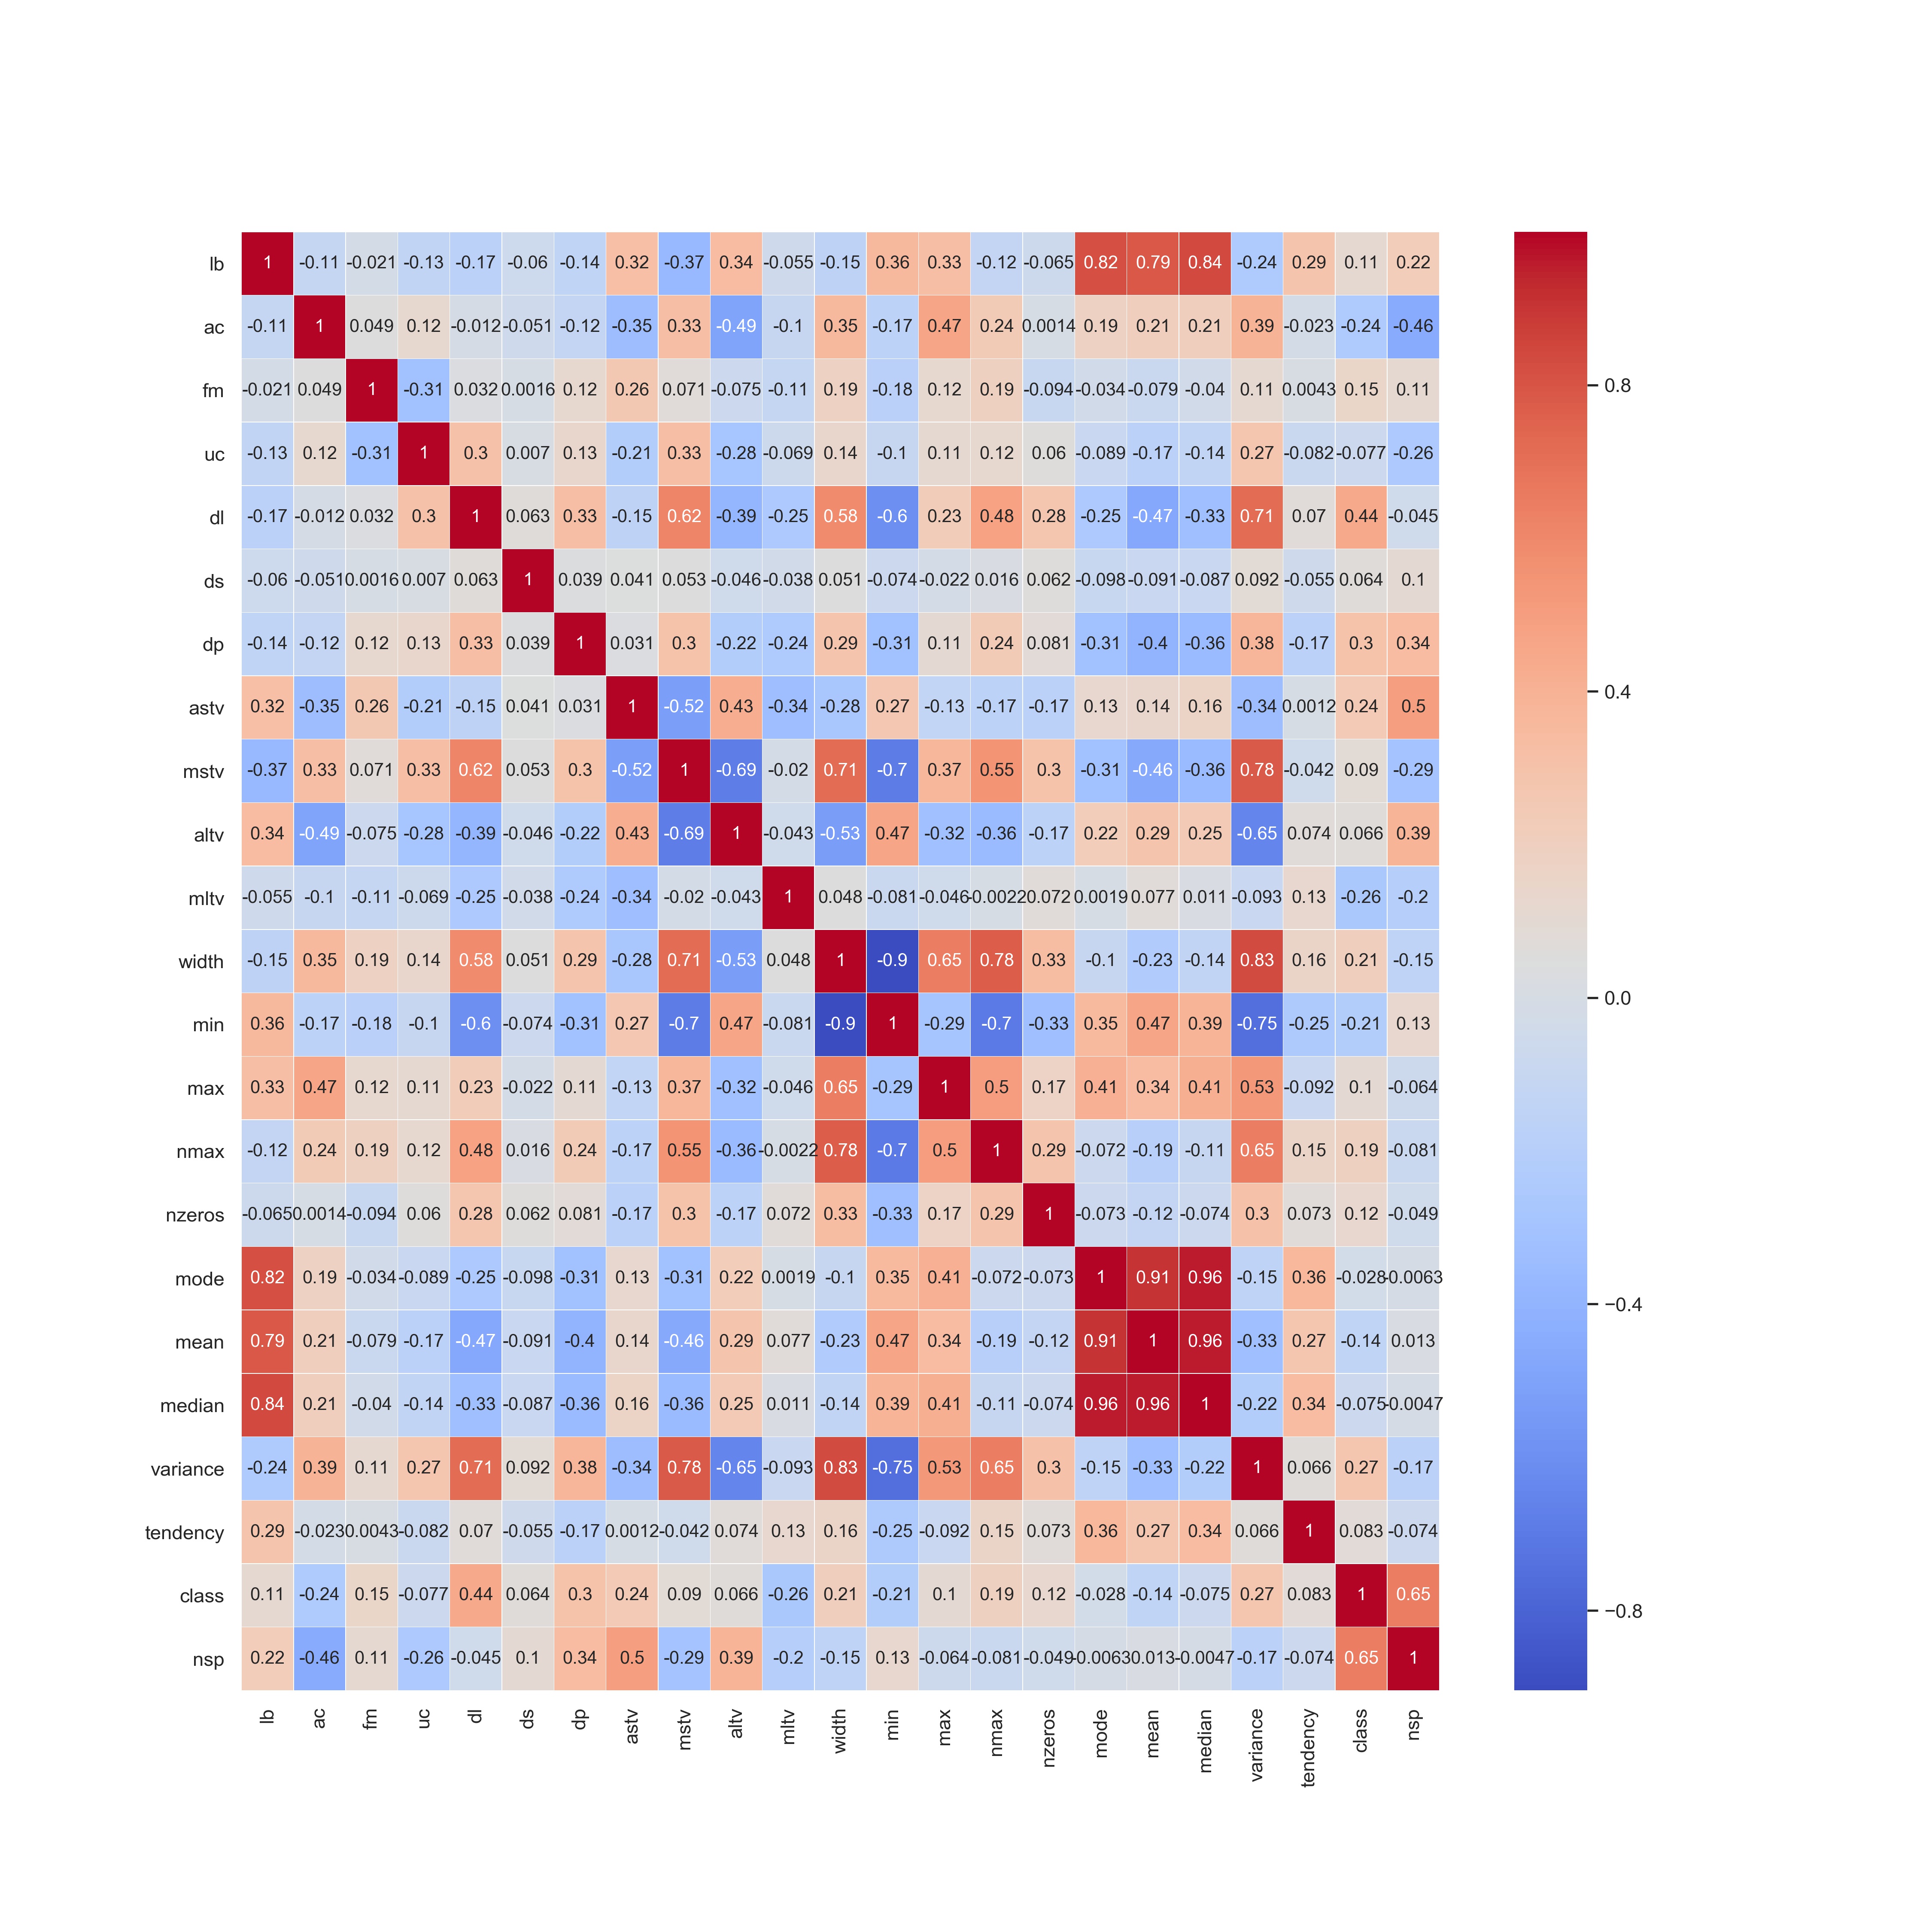 lb 1 -0.11 -0.021 -0.13 -0.17 -0.06 -0.14 0.32 -0.37 0.34 -0.055 -0.15 0.36 0.33 -0.12 -0.065 0.82 0.79 0.84 -0.24 0.29 0.11 0.22
ac -0.11 1 0.049 0.12 -0.012 -0.051 -0.12 -0.35 0.33 -0.49 -0.1 0.35 -0.17 0.47 0.24 0.0014 0.19 0.21 0.21 0.39 -0.023 -0.24 -0.46
fm -0.021 0.049 1 -0.31 0.032 0.0016 0.12 0.26 0.071 -0.075 -0.11 0.19 -0.18 0.12 0.19 -0.094 -0.034 -0.079 -0.04 0.11 0.0043 0.15 0.11
0.8
uc -0.13 0.12 -0.31 1 0.3 0.007 0.13 -0.21 0.33 -0.28 -0.069 0.14 -0.1 0.11 0.12 0.06 -0.089 -0.17 -0.14 0.27 -0.082 -0.077 -0.26
dl -0.17 -0.012 0.032 0.3 1 0.063 0.33 -0.15 0.62 -0.39 -0.25 0.58 -0.6 0.23 0.48 0.28 -0.25 -0.47 -0.33 0.71 0.07 0.44 -0.045
ds -0.06 -0.051 0.0016 0.007 0.063 1 0.039 0.041 0.053 -0.046 -0.038 0.051 -0.074 -0.022 0.016 0.062 -0.098 -0.091 -0.087 0.092 -0.055 0.064 0.1
dp -0.14 -0.12 0.12 0.13 0.33 0.039 1 0.031 0.3 -0.22 -0.24 0.29 -0.31 0.11 0.24 0.081 -0.31 -0.4 -0.36 0.38 -0.17 0.3 0.34
0.4
astv 0.32 -0.35 0.26 -0.21 -0.15 0.041 0.031 1 -0.52 0.43 -0.34 -0.28 0.27 -0.13 -0.17 -0.17 0.13 0.14 0.16 -0.34 0.0012 0.24 0.5
mstv -0.37 0.33 0.071 0.33 0.62 0.053 0.3 -0.52 1 -0.69 -0.02 0.71 -0.7 0.37 0.55 0.3 -0.31 -0.46 -0.36 0.78 -0.042 0.09 -0.29
altv 0.34 -0.49 -0.075 -0.28 -0.39 -0.046 -0.22 0.43 -0.69 1 -0.043 -0.53 0.47 -0.32 -0.36 -0.17 0.22 0.29 0.25 -0.65 0.074 0.066 0.39
mltv -0.055 -0.1 -0.11 -0.069 -0.25 -0.038 -0.24 -0.34 -0.02 -0.043 1 0.048 -0.081 -0.046 -0.0022 0.072 0.0019 0.077 0.011 -0.093 0.13 -0.26 -0.2
width -0.15 0.35 0.19 0.14 0.58 0.051 0.29 -0.28 0.71 -0.53 0.048 1 -0.9 0.65 0.78 0.33 -0.1 -0.23 -0.14 0.83 0.16 0.21 -0.15
0.0
min 0.36 -0.17 -0.18 -0.1 -0.6 -0.074 -0.31 0.27 -0.7 0.47 -0.081 -0.9 1 -0.29 -0.7 -0.33 0.35 0.47 0.39 -0.75 -0.25 -0.21 0.13
max 0.33 0.47 0.12 0.11 0.23 -0.022 0.11 -0.13 0.37 -0.32 -0.046 0.65 -0.29 1 0.5 0.17 0.41 0.34 0.41 0.53 -0.092 0.1 -0.064
nmax -0.12 0.24 0.19 0.12 0.48 0.016 0.24 -0.17 0.55 -0.36 -0.0022 0.78 -0.7 0.5 1 0.29 -0.072 -0.19 -0.11 0.65 0.15 0.19 -0.081
nzeros -0.065 0.0014 -0.094 0.06 0.28 0.062 0.081 -0.17 0.3 -0.17 0.072 0.33 -0.33 0.17 0.29 1 -0.073 -0.12 -0.074 0.3 0.073 0.12 -0.049
mode 0.82 0.19 -0.034 -0.089 -0.25 -0.098 -0.31 0.13 -0.31 0.22 0.0019 -0.1 0.35 0.41 -0.072 -0.073 1 0.91 0.96 -0.15 0.36 -0.028 -0.0063
−0.4
mean 0.79 0.21 -0.079 -0.17 -0.47 -0.091 -0.4 0.14 -0.46 0.29 0.077 -0.23 0.47 0.34 -0.19 -0.12 0.91 1 0.96 -0.33 0.27 -0.14 0.013
median 0.84 0.21 -0.04 -0.14 -0.33 -0.087 -0.36 0.16 -0.36 0.25 0.011 -0.14 0.39 0.41 -0.11 -0.074 0.96 0.96 1 -0.22 0.34 -0.075 -0.0047
variance -0.24 0.39 0.11 0.27 0.71 0.092 0.38 -0.34 0.78 -0.65 -0.093 0.83 -0.75 0.53 0.65 0.3 -0.15 -0.33 -0.22 1 0.066 0.27 -0.17
tendency 0.29 -0.023 0.0043 -0.082 0.07 -0.055 -0.17 0.0012 -0.042 0.074 0.13 0.16 -0.25 -0.092 0.15 0.073 0.36 0.27 0.34 0.066 1 0.083 -0.074
class 0.11 -0.24 0.15 -0.077 0.44 0.064 0.3 0.24 0.09 0.066 -0.26 0.21 -0.21 0.1 0.19 0.12 -0.028 -0.14 -0.075 0.27 0.083 1 0.65
−0.8
nsp 0.22 -0.46 0.11 -0.26 -0.045 0.1 0.34 0.5 -0.29 0.39 -0.2 -0.15 0.13 -0.064 -0.081 -0.049 -0.0063 0.013 -0.0047 -0.17 -0.074 0.65 1
lb ac fm uc dl ds dp astv mstv altv mltv width min max nmax nzeros mode mean median variance tendency class nsp